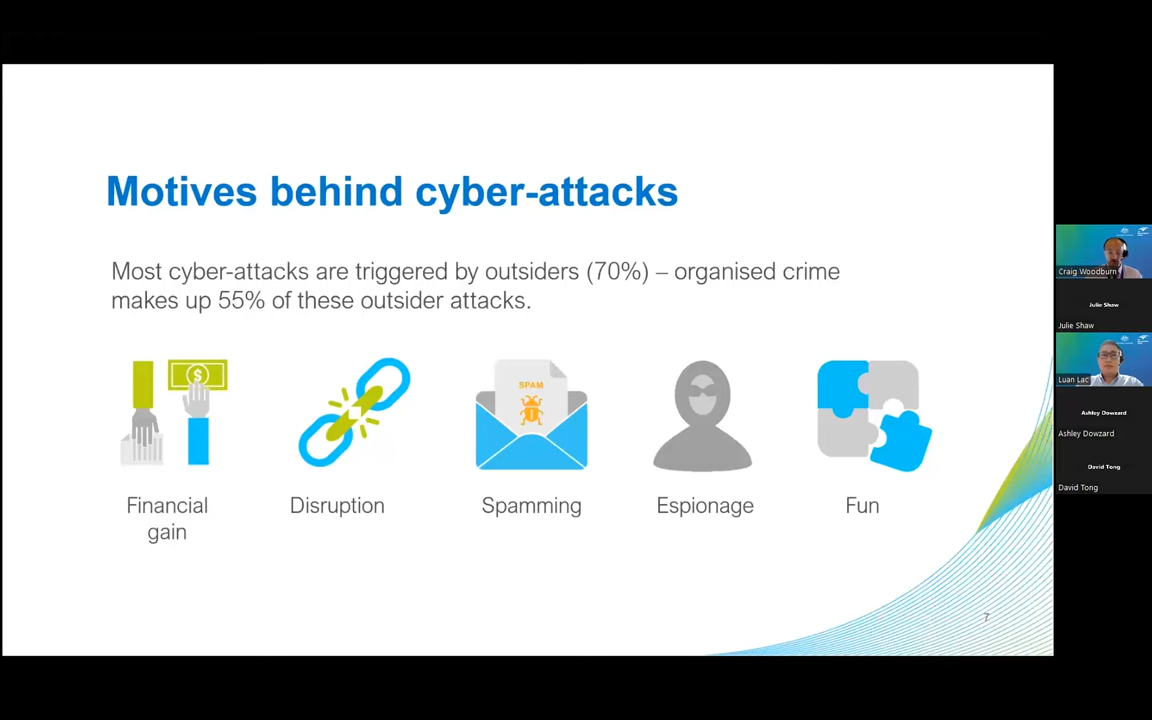 Motives behind cyber-attacks
Most cyber-attacks are triggered by outsiders (70%) – organised crime
makes up 55% of these outsider attacks.
$
SPAM
Financial
gain
Disruption
Spamming
Espionage
Fun
7
Craig Woodburn
Julie Shaw
Julie Shaw
Luan Lac
Ashley Dowzard
Ashley Dowzard
David Tong
David Tong